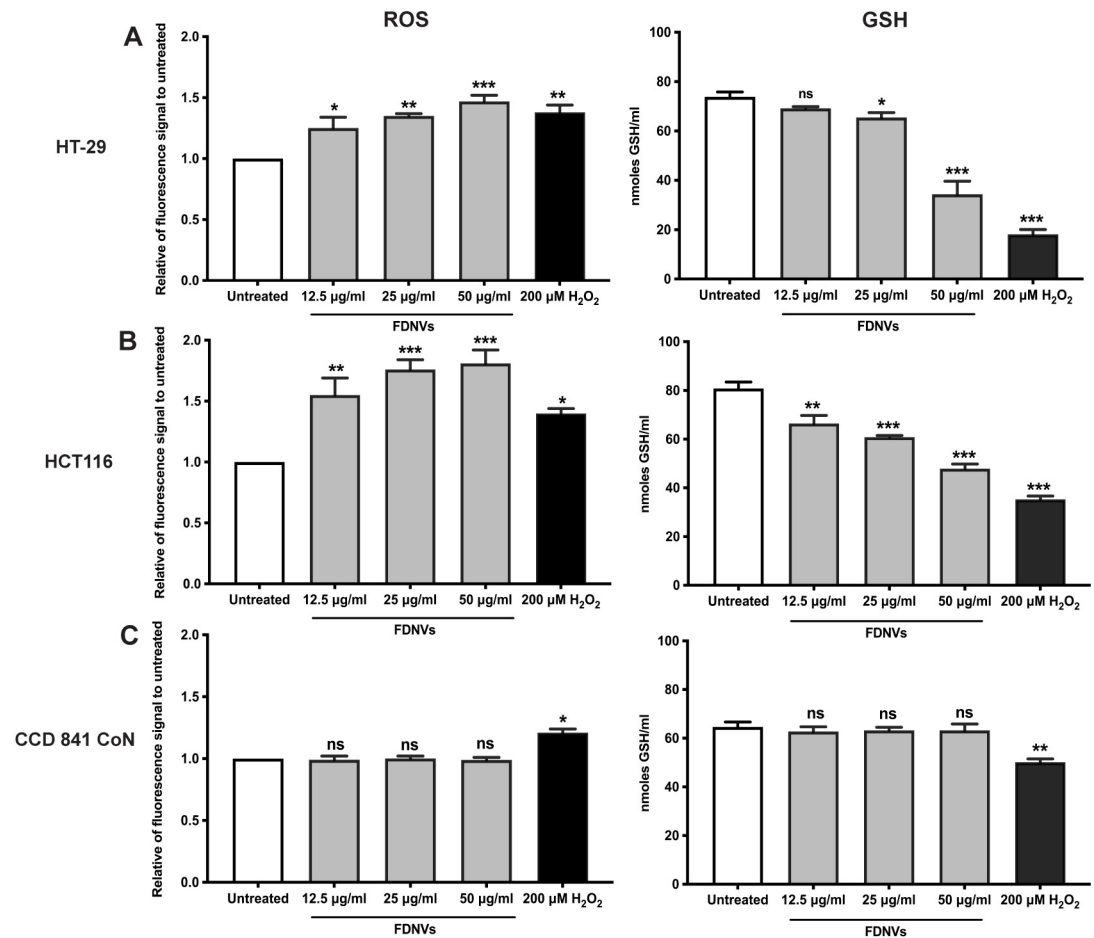 ROS
GSH
A
HT-29
Relative of fluorescence signal to untreated
2.0
1.5
1.0
0.5
0.0
*
**
***
**
Untreated 12.5 µg/ml 25 µg/ml 50 µg/ml 200 µM H₂O₂
FDNVs
nmoles GSH/ml
100
80
60
40
20
0
ns
*
***
***
Untreated 12.5 µg/ml 25 µg/ml 50 µg/ml 200 µM H₂O₂
FDNVs
B
HCT116
Relative of fluorescence signal to untreated
2.0
1.5
1.0
0.5
0.0
**
***
***
*
Untreated 12.5 µg/ml 25 µg/ml 50 µg/ml 200 µM H₂O₂
FDNVs
nmoles GSH/ml
100
80
60
40
20
0
**
***
***
***
Untreated 12.5 µg/ml 25 µg/ml 50 µg/ml 200 µM H₂O₂
FDNVs
C
CCD 841 CoN
Relative of fluorescence signal to untreated
2.0
1.5
1.0
0.5
0.0
ns
ns
ns
*
Untreated 12.5 µg/ml 25 µg/ml 50 µg/ml 200 µM H₂O₂
FDNVs
nmoles GSH/ml
100
80
60
40
20
0
ns
ns
ns
**
Untreated 12.5 µg/ml 25 µg/ml 50 µg/ml 200 µM H₂O₂
FDNVs